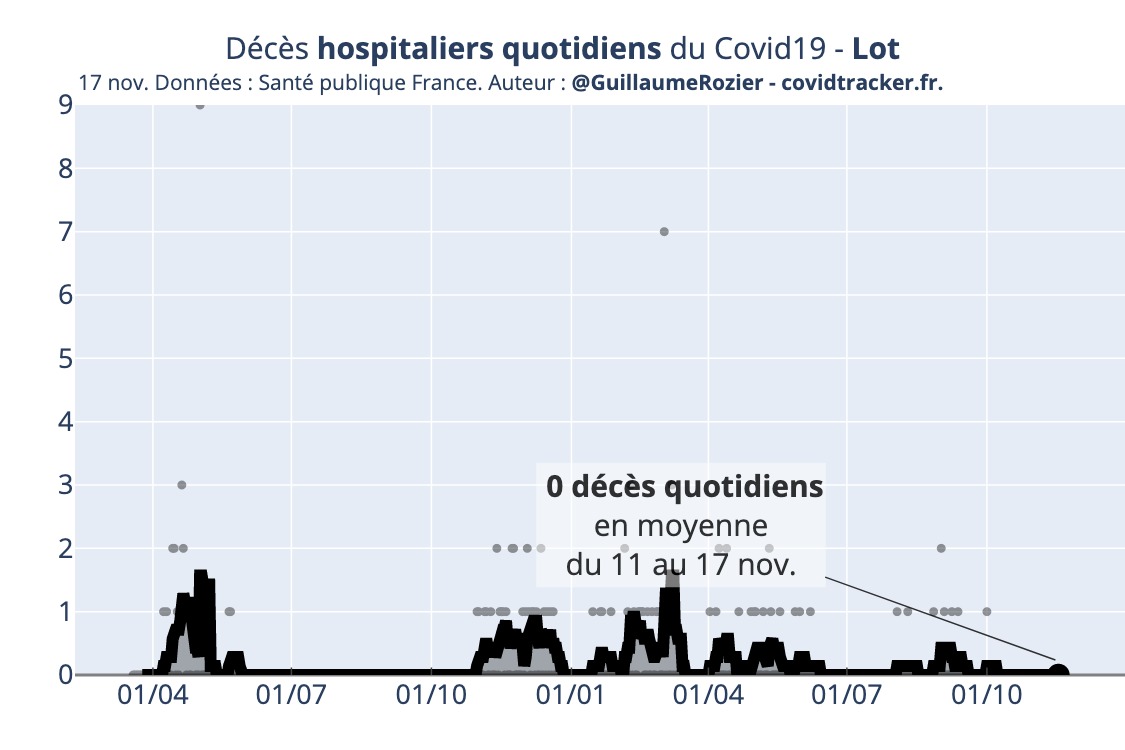 Décès hospitaliers quotidiens du Covid19 - Lot
17 nov. Données : Santé publique France. Auteur : @GuillaumeRozier - covidtracker.fr.
9
8
7
6
5
4
3
2
1
0
0 décès quotidiens
en moyenne
du 11 au 17 nov.
01/04 01/07 01/10 01/01 01/04 01/07 01/10